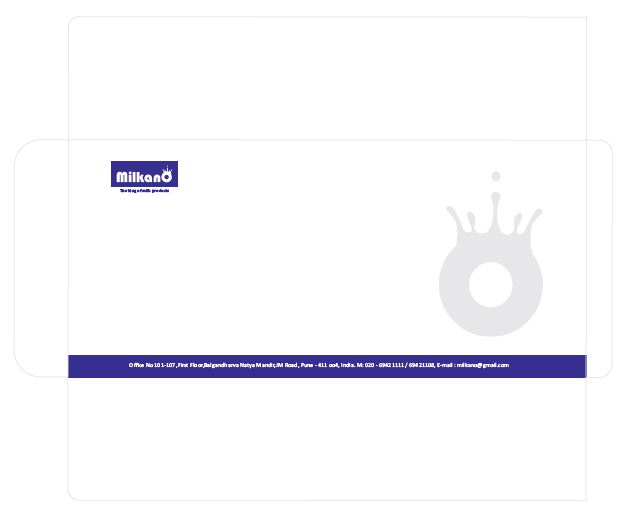 Milkano
The king of milk products
Office No 101-107 ,First Floor,Balgandharva Natya Mandir,JM Road, Pune - 411 oo4, India. M: 020 - 6942 1111 / 694 21108, E-mail : milkano@gmail.com